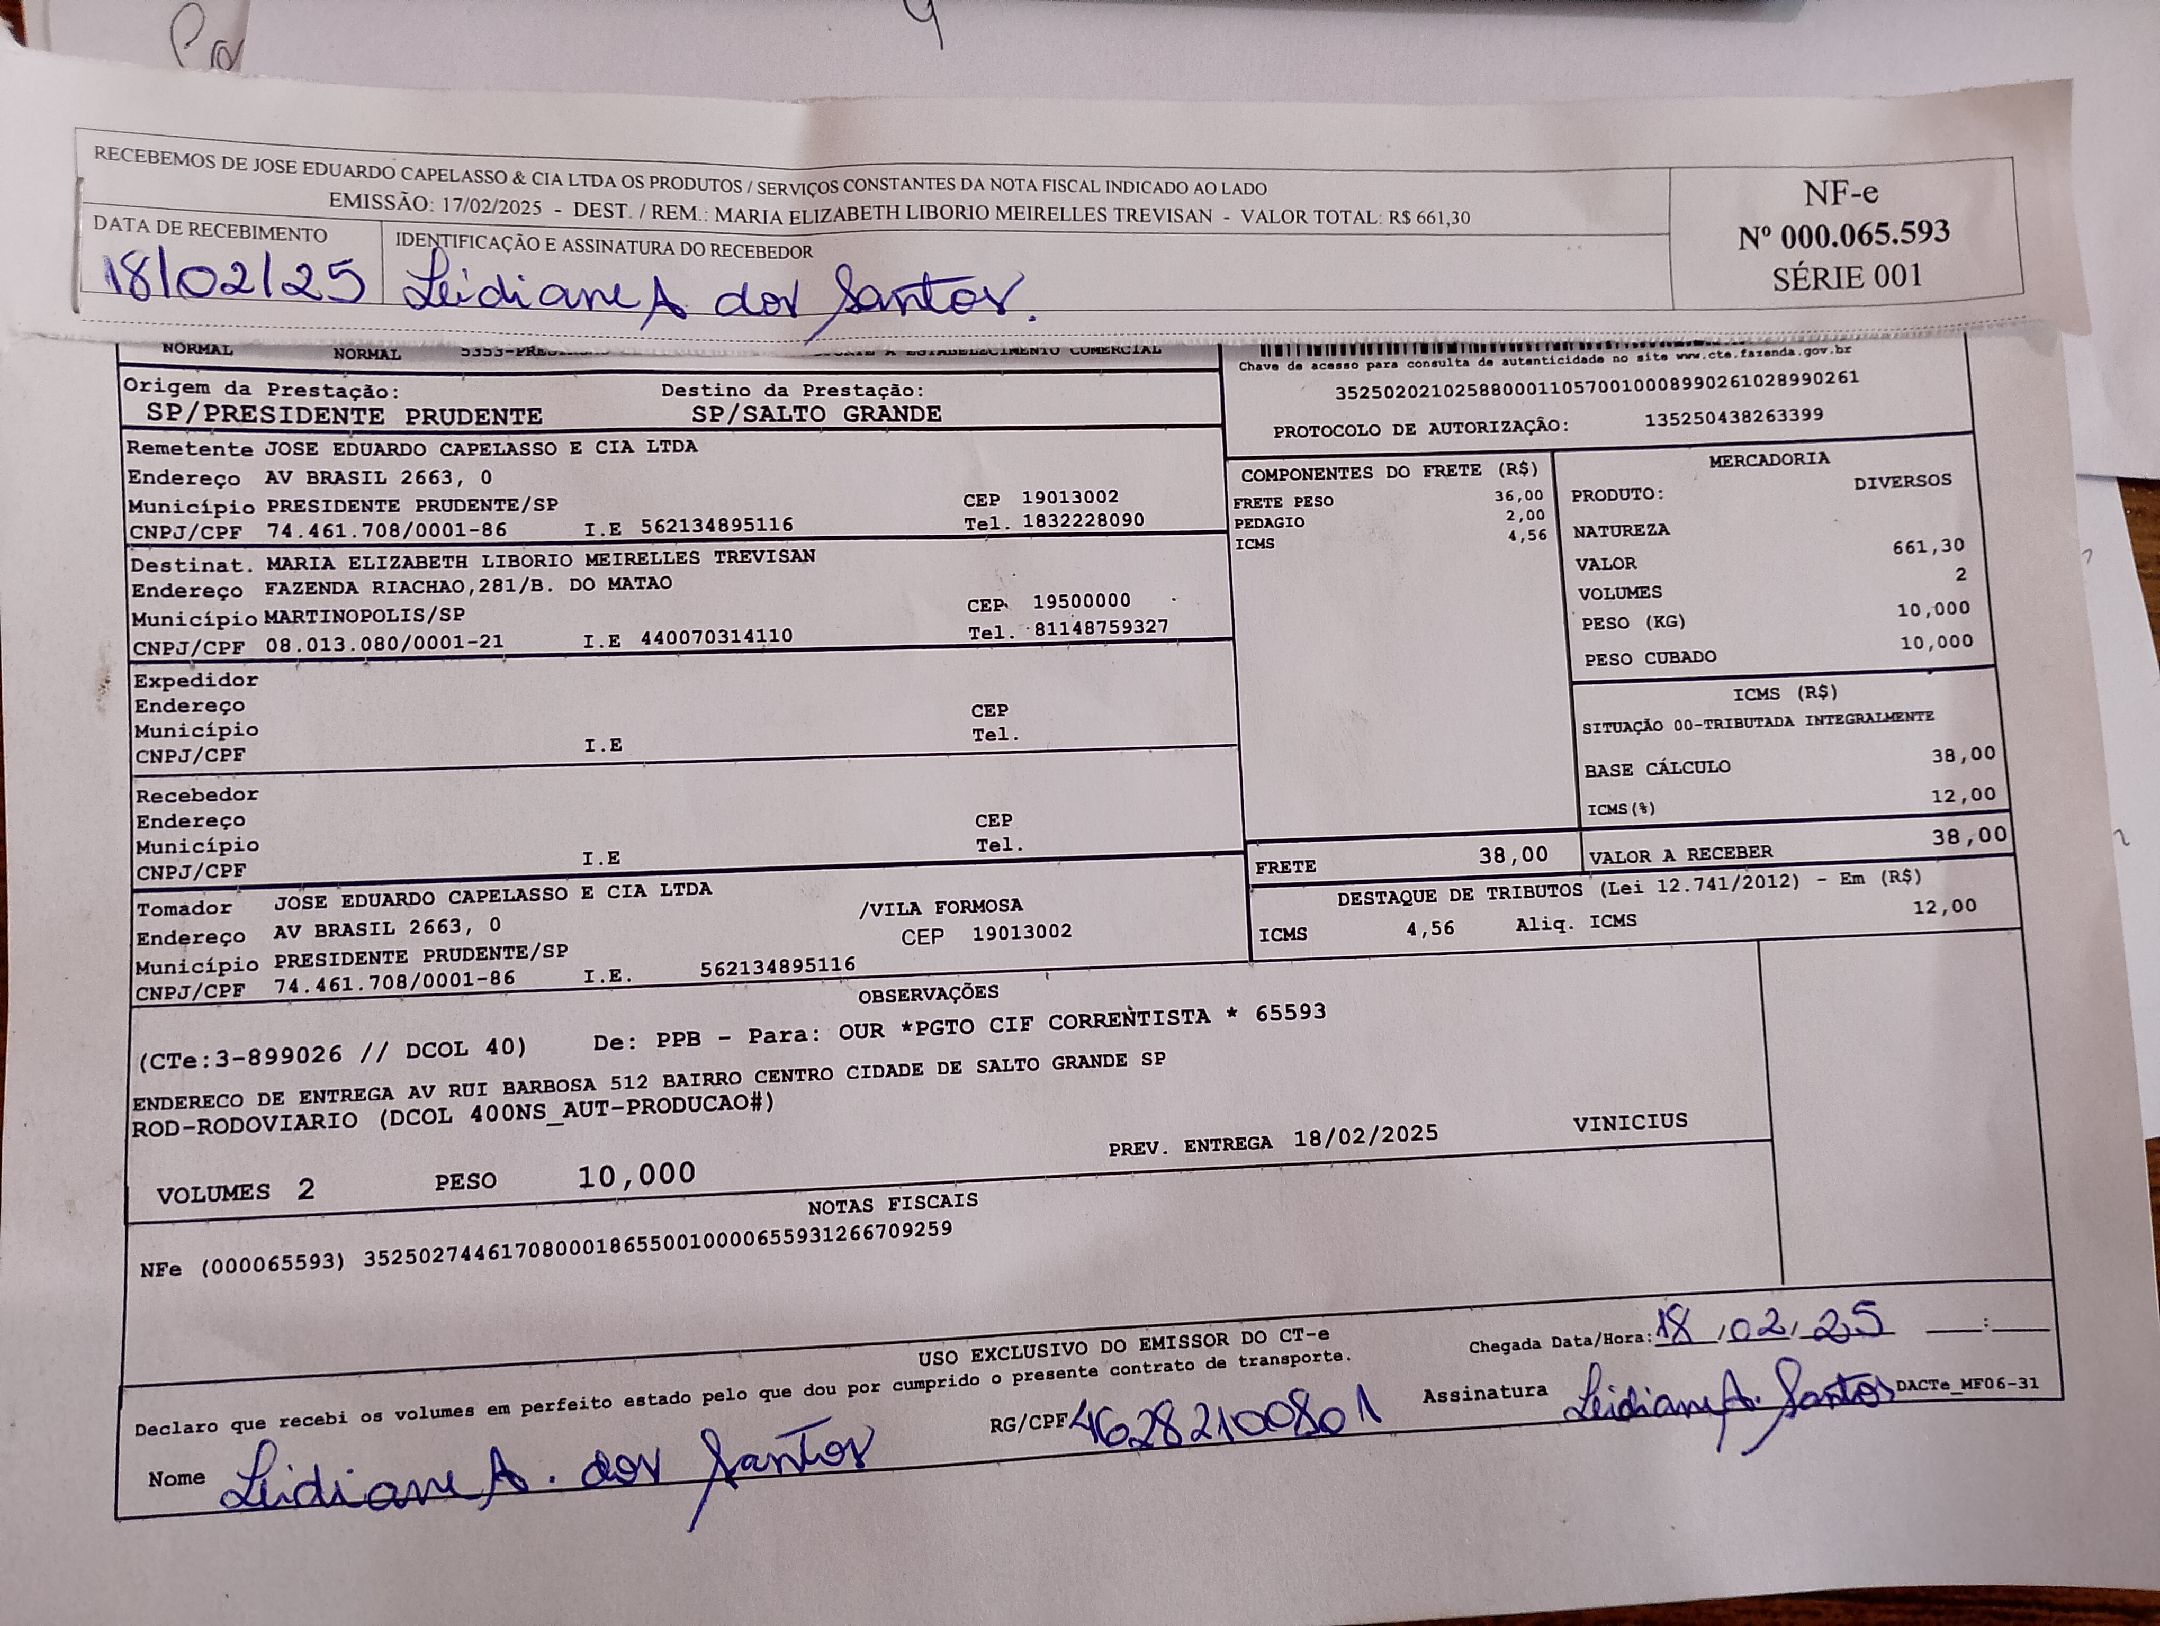 Po
RECEBEMOS DE JOSE EDUARDO CAPELASSO & CIA LTDA OS PRODUTOS / SERVIÇOS CONSTANTES DA NOTA FISCAL INDICADO AO LADO
EMISSÃO: 17/02/2025 - DEST. / REM.: MARIA ELIZABETH LIBORIO MEIRELLES TREVISAN - VALOR TOTAL: R$ 661,30
NF-e
Nº 000.065.593
SÉRIE 001
DATA DE RECEBIMENTO
18/02/25
IDENTIFICAÇÃO E ASSINATURA DO RECEBEDOR
Leidiane A dos Santos.
NORMAL NORMAL
COMERCIAL
Chave de acesso para consulta de autenticidade no site www.cte.fazenda.gov.br
35250202102588000110570010008990261028990261
PROTOCOLO DE AUTORIZAÇÃO: 135250438263399
Origem da Prestação: Destino da Prestação:
SP/PRESIDENTE PRUDENTE SP/SALTO GRANDE
Remetente JOSE EDUARDO CAPELASSO E CIA LTDA
Endereço AV BRASIL 2663, 0
Município PRESIDENTE PRUDENTE/SP CEP 19013002
CNPJ/CPF 74.461.708/0001-86 I.E 562134895116 Tel. 1832228090
Destinat. MARIA ELIZABETH LIBORIO MEIRELLES TREVISAN
Endereço FAZENDA RIACHAO,281/B. DO MATAO
Município MARTINOPOLIS/SP CEP 19500000
CNPJ/CPF 08.013.080/0001-21 I.E 440070314110 Tel. 81148759327
Expedidor
Endereço
Município CEP
CNPJ/CPF I.E Tel.
Recebedor
Endereço
Município CEP
CNPJ/CPF I.E Tel.
Tomador JOSE EDUARDO CAPELASSO E CIA LTDA
Endereço AV BRASIL 2663, 0 /VILA FORMOSA
Município PRESIDENTE PRUDENTE/SP CEP 19013002
CNPJ/CPF 74.461.708/0001-86 I.E. 562134895116
COMPONENTES DO FRETE (R$)
FRETE PESO 36,00
PEDAGIO 2,00
ICMS 4,56
MERCADORIA
PRODUTO: DIVERSOS
NATUREZA
VALOR 661,30
VOLUMES 2
PESO (KG) 10,000
PESO CUBADO 10,000
ICMS (R$)
SITUAÇÃO 00-TRIBUTADA INTEGRALMENTE
BASE CÁLCULO 38,00
ICMS(%) 12,00
FRETE 38,00 VALOR A RECEBER 38,00
DESTAQUE DE TRIBUTOS (Lei 12.741/2012) - Em (R$)
ICMS 4,56 Aliq. ICMS 12,00
OBSERVAÇÕES
(CTe:3-899026 // DCOL 40) De: PPB - Para: OUR *PGTO CIF CORRENTISTA * 65593
ENDERECO DE ENTREGA AV RUI BARBOSA 512 BAIRRO CENTRO CIDADE DE SALTO GRANDE SP
ROD-RODOVIARIO (DCOL 400NS_AUT-PRODUCAO#)
PREV. ENTREGA 18/02/2025 VINICIUS
VOLUMES 2 PESO 10,000
NOTAS FISCAIS
NFe (000065593) 35250274461708000186550010000655931266709259
USO EXCLUSIVO DO EMISSOR DO CT-e
Declaro que recebi os volumes em perfeito estado pelo que dou por cumprido o presente contrato de transporte.
Chegada Data/Hora: 18/02/25 __:__
Nome Leidiane A. dos Santos
RG/CPF 46282100801
Assinatura Leidiane A. Santos
DACTe_MF06-31